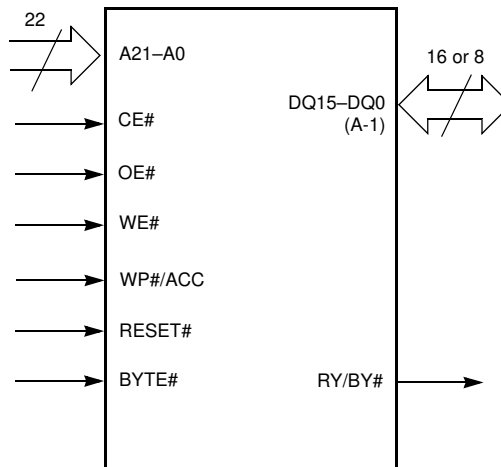 22
A21–A0
16 or 8
DQ15–DQ0
(A-1)
CE#
OE#
WE#
WP#/ACC
RESET#
BYTE#
RY/BY#